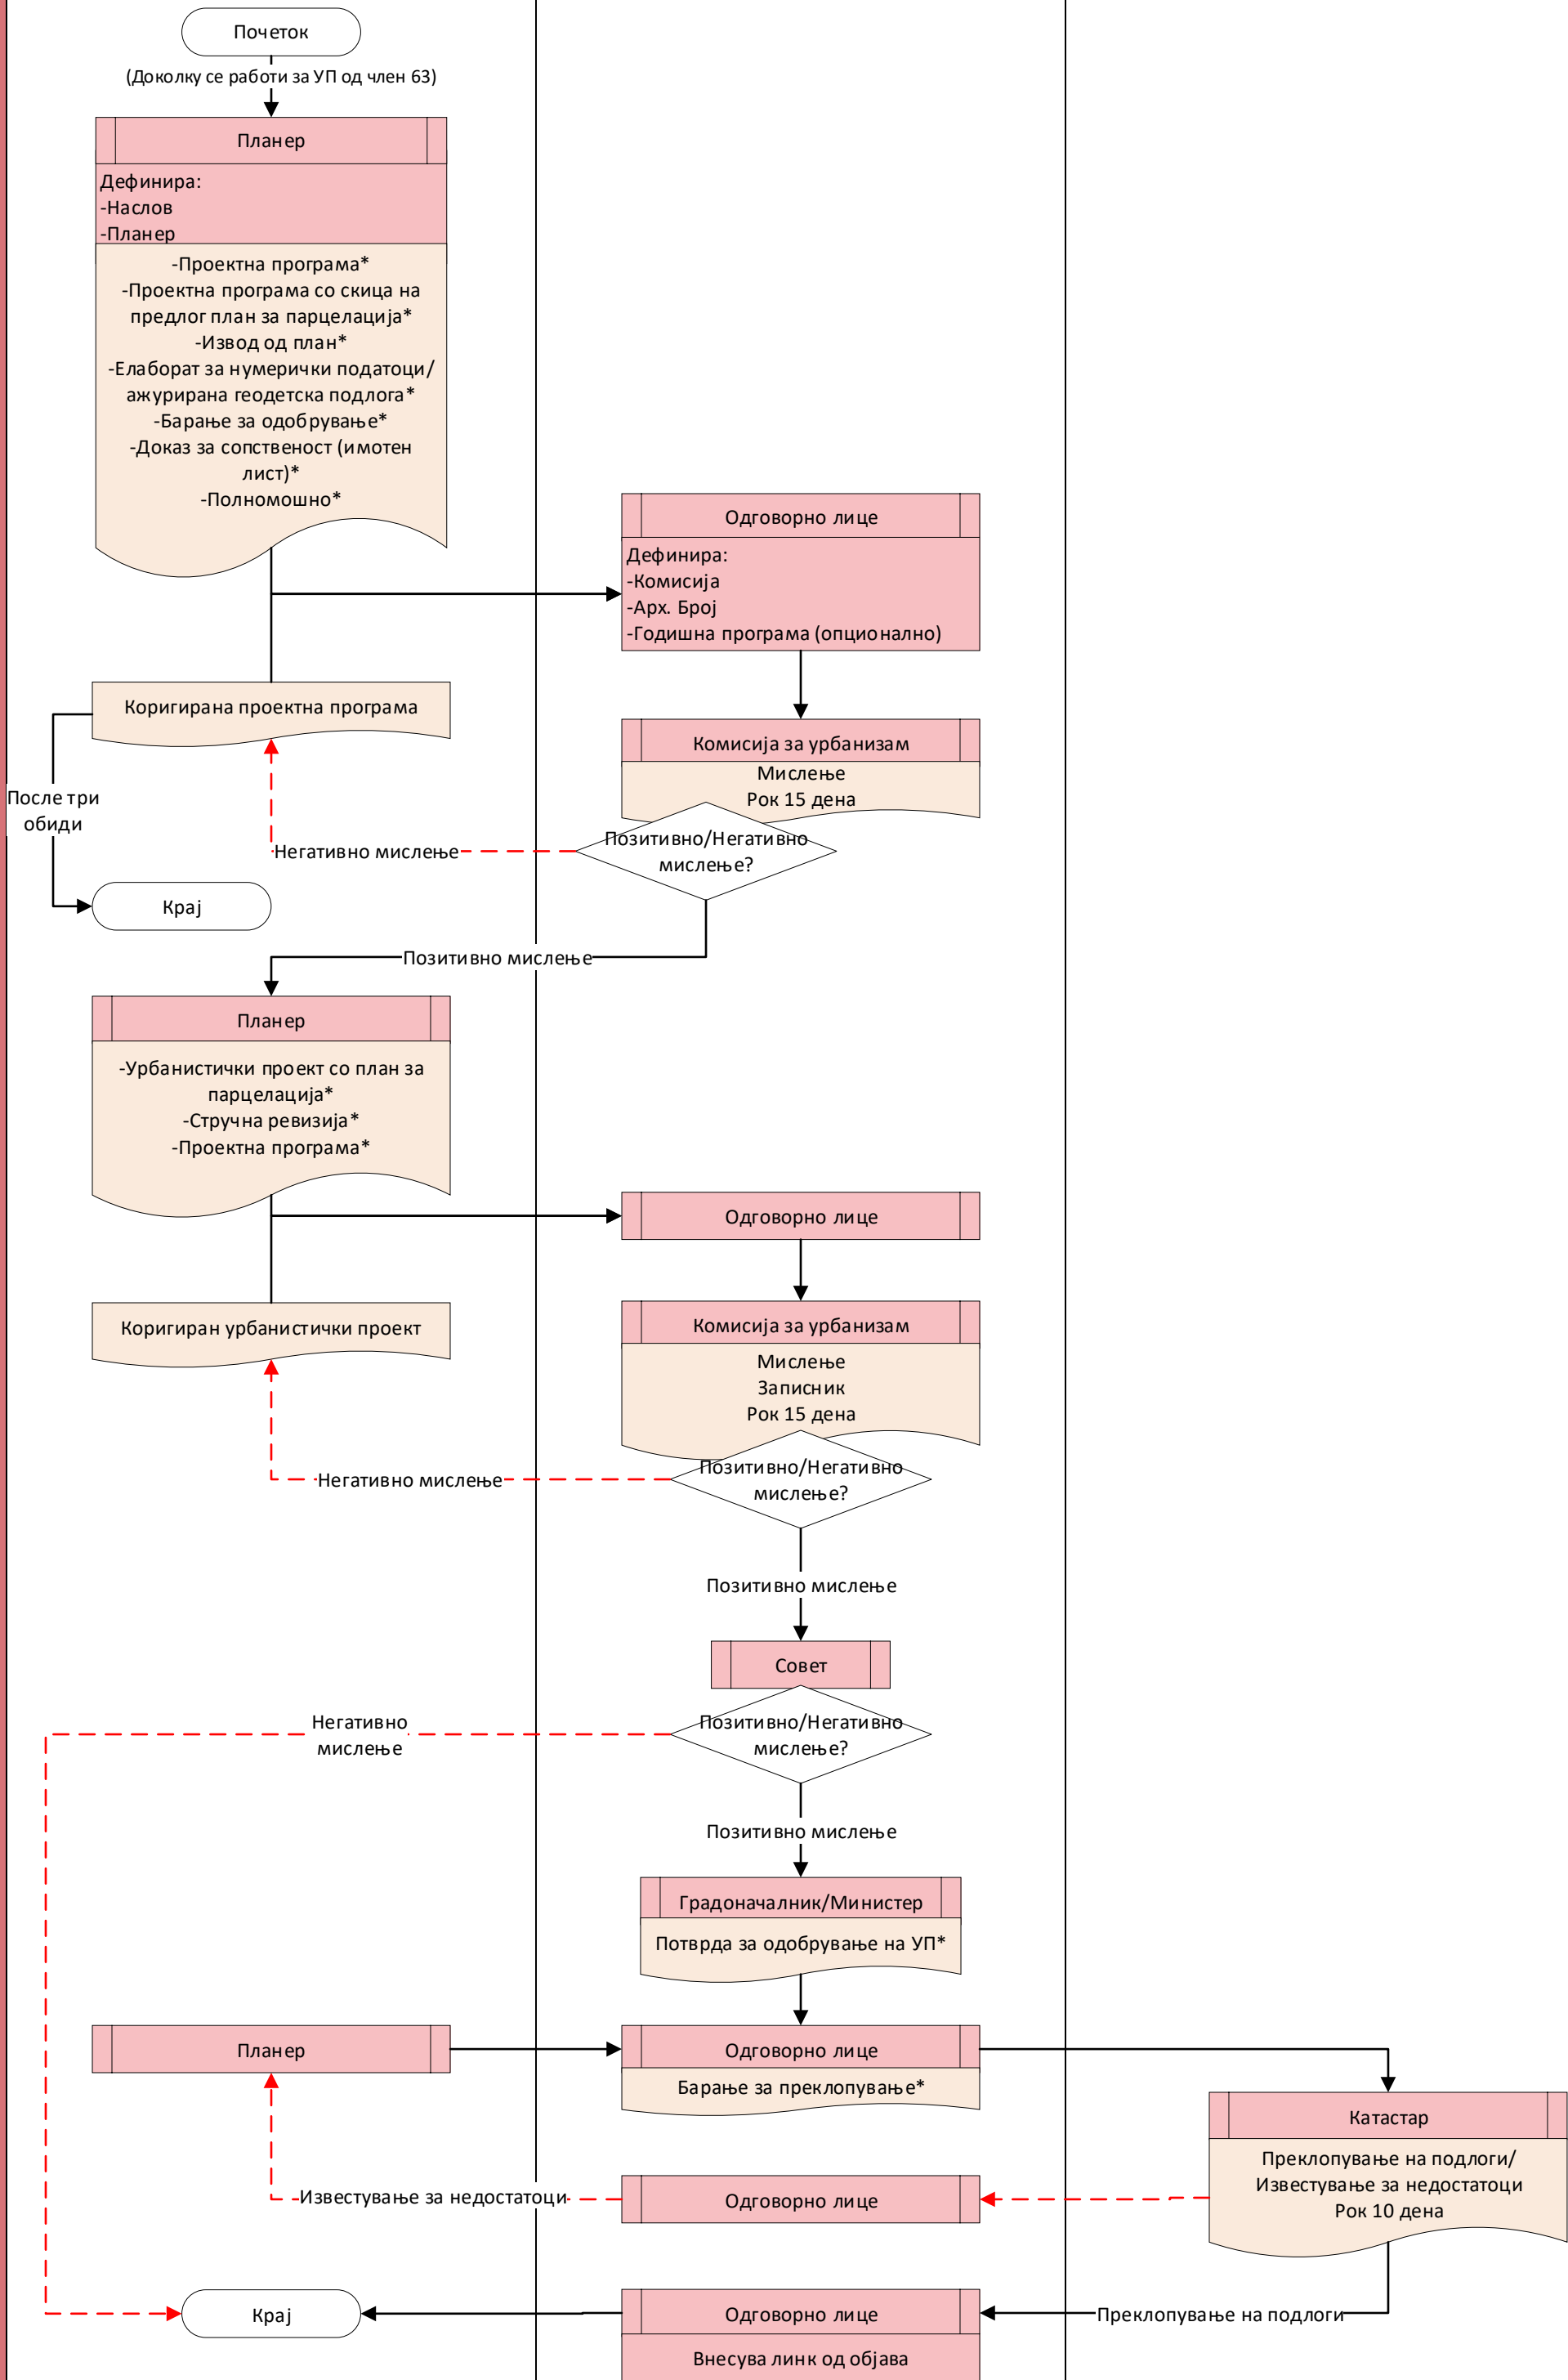 Почеток
(Доколку се работи за УП од член 63)
Планер
Дефинира:
-Наслов
-Планер
-Проектна програма*
-Проектна програма со скица на
предлог план за парцелација*
-Извод од план*
-Елаборат за нумерички податоци/
ажурирана геодетска подлога*
-Барање за одобрување*
-Доказ за сопственост (имотен
лист)*
-Полномошно*
Одговорно лице
Дефинира:
-Комисија
-Арх. Број
-Годишна програма (опционално)
Коригирана проектна програма
Комисија за урбанизам
Мислење
Рок 15 дена
После три
обиди
Позитивно/Негативно
мислење?
Негативно мислење
Крај
Позитивно мислење
Планер
-Урбанистички проект со план за
парцелација*
-Стручна ревизија*
-Проектна програма*
Одговорно лице
Коригиран урбанистички проект
Комисија за урбанизам
Мислење
Записник
Рок 15 дена
Позитивно/Негативно
мислење?
Негативно мислење
Позитивно мислење
Совет
Негативно
мислење
Позитивно/Негативно
мислење?
Позитивно мислење
Градоначалник/Министер
Потврда за одобрување на УП*
Планер
Одговорно лице
Барање за преклопување*
Катастар
Преклопување на подлоги/
Известување за недостатоци
Рок 10 дена
Известување за недостатоци
Одговорно лице
Крај
Одговорно лице
Преклопување на подлоги
Внесува линк од објава